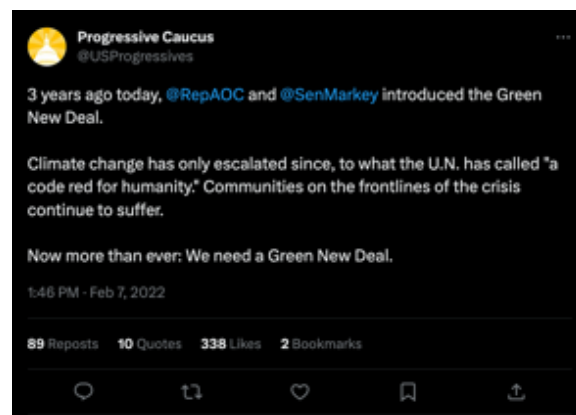 Progressive Caucus
@USProgressives
3 years ago today, @RepAOC and @SenMarkey introduced the Green
New Deal.
Climate change has only escalated since, to what the U.N. has called "a
code red for humanity." Communities on the frontlines of the crisis
continue to suffer.
Now more than ever: We need a Green New Deal.
1:46 PM · Feb 7, 2022
89 Reposts 10 Quotes 338 Likes 2 Bookmarks